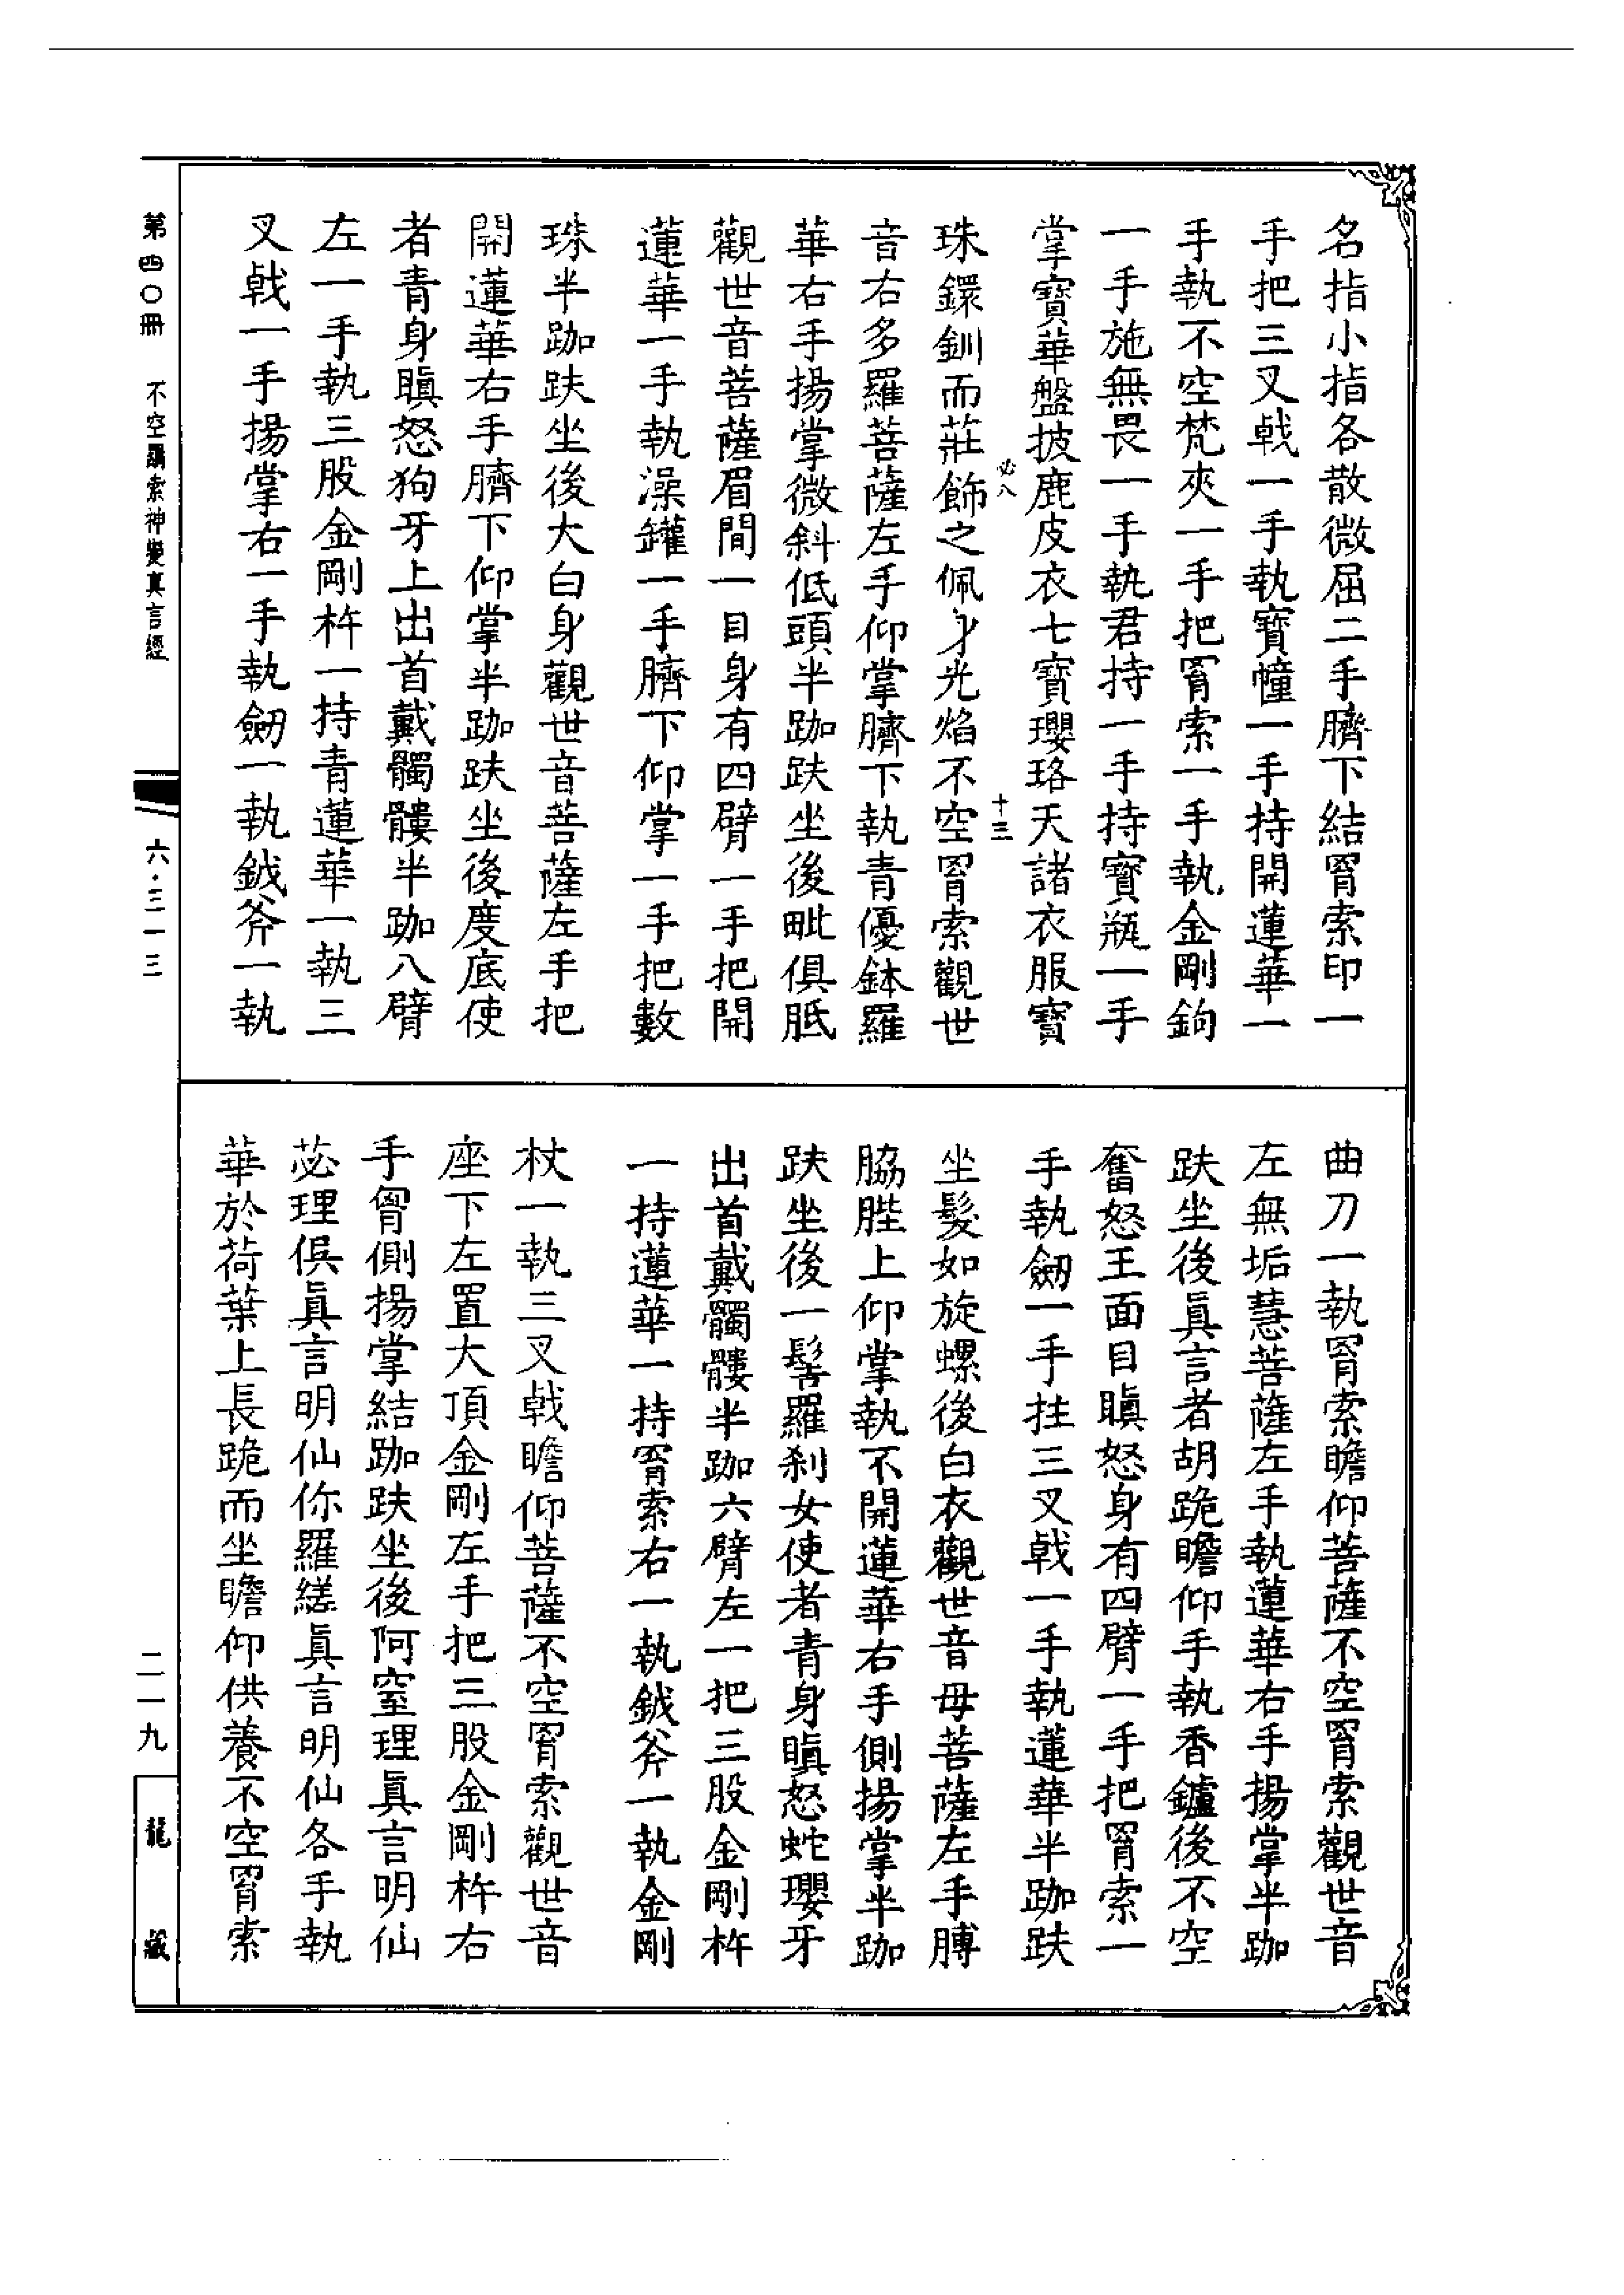 名指小指各散微屈二手臍下結罥索印一
手把三叉戟一手執寶幢一手持開蓮華一
手執不空梵夾一手把罥索一手執金剛鉤
一手施無畏一手執君持一手持寶瓶一手
掌寶華盤披鹿皮衣七寶瓔珞天諸衣服寶
必八 十三
珠鐶釧而莊飾之佩身光焰不空罥索觀世
音右多羅菩薩左手仰掌臍下執青優鉢羅
華右手揚掌微斜低頭半跏趺坐後毗俱胝
觀世音菩薩眉間一目身有四臂一手把開
蓮華一手執澡罐一手臍下仰掌一手把數
珠半跏趺坐後大白身觀世音菩薩左手把
開蓮華右手臍下仰掌半跏趺坐後度底使
者青身瞋怒狗牙上出首戴髑髏半跏八臂
左一手執三股金剛杵一持青蓮華一執三
叉戟一手揚掌右一手執劒一執鉞斧一執
曲刀一執罥索瞻仰菩薩不空罥索觀世音
左無垢慧菩薩左手執蓮華右手揚掌半跏
趺坐後眞言者胡跪瞻仰手執香鑪後不空
奮怒王面目瞋怒身有四臂一手把罥索一
手執劒一手拄三叉戟一手執蓮華半跏趺
坐髮如旋螺後白衣觀世音母菩薩左手膊
脇䏶上仰掌執不開蓮華右手側揚掌半跏
趺坐後一髻羅刹女使者青身瞋怒蛇瓔牙
出首戴髑髏半跏六臂左一把三股金剛杵
一持蓮華一持罥索右一執鉞斧一執金剛
杖一執三叉戟瞻仰菩薩不空罥索觀世音
座下左置大頂金剛左手把三股金剛杵右
手胷側揚掌結跏趺坐後阿窒理眞言明仙
苾理俱眞言明仙你羅縒眞言明仙各手執
華於荷葉上長跪而坐瞻仰供養不空罥索
第四〇冊 不空羂索神變真言經
六·三一三
二一九
龍藏